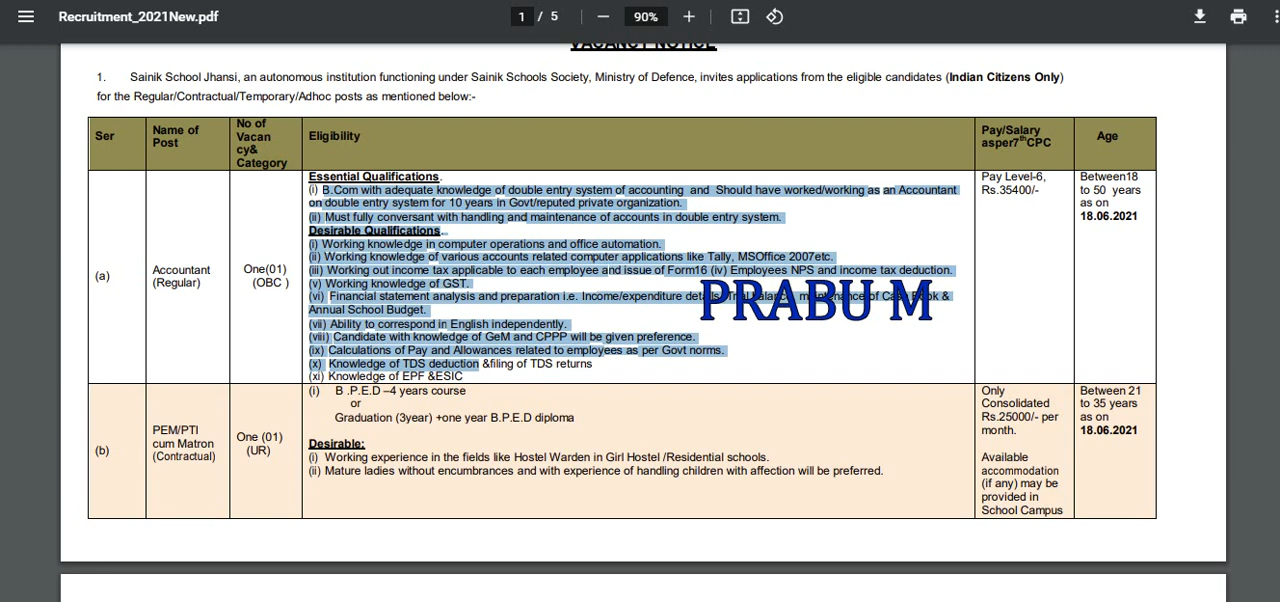 Recruitment_2021New.pdf
1 / 5
90%
VACANCY NOTICE
1. Sainik School Jhansi, an autonomous institution functioning under Sainik Schools Society, Ministry of Defence, invites applications from the eligible candidates (Indian Citizens Only)
for the Regular/Contractual/Temporary/Adhoc posts as mentioned below:-
Ser
Name of
Post
No of
Vacan
cy&
Category
Eligibility
Pay/Salary
asper7thCPC
Age
(a)
Accountant
(Regular)
One(01)
(OBC )
Essential Qualifications.
(i) B.Com with adequate knowledge of double entry system of accounting and Should have worked/working as an Accountant
on double entry system for 10 years in Govt/reputed private organization.
(ii) Must fully conversant with handling and maintenance of accounts in double entry system.
Desirable Qualifications.
(i) Working knowledge in computer operations and office automation.
(ii) Working knowledge of various accounts related computer applications like Tally, MSOffice 2007etc.
(iii) Working out income tax applicable to each employee and issue of Form16 (iv) Employees NPS and income tax deduction.
(v) Working knowledge of GST.
(vi) Financial statement analysis and preparation i.e. Income/expenditure details, Trial balance, maintenance of Cash Book &
Annual School Budget.
(vii) Ability to correspond in English independently.
(viii) Candidate with knowledge of GeM and CPPP will be given preference.
(ix) Calculations of Pay and Allowances related to employees as per Govt norms.
(x) Knowledge of TDS deduction &filing of TDS returns
(xi) Knowledge of EPF &ESIC
PRABU M
Pay Level-6,
Rs.35400/-
Between18
to 50 years
as on
18.06.2021
(b)
PEM/PTI
cum Matron
(Contractual)
One (01)
(UR)
(i) B .P.E.D –4 years course
or
Graduation (3year) +one year B.P.E.D diploma
Desirable:
(i) Working experience in the fields like Hostel Warden in Girl Hostel /Residential schools.
(ii) Mature ladies without encumbrances and with experience of handling children with affection will be preferred.
Only
Consolidated
Rs.25000/- per
month.
Available
accommodation
(if any) may be
provided in
School Campus
Between 21
to 35 years
as on
18.06.2021